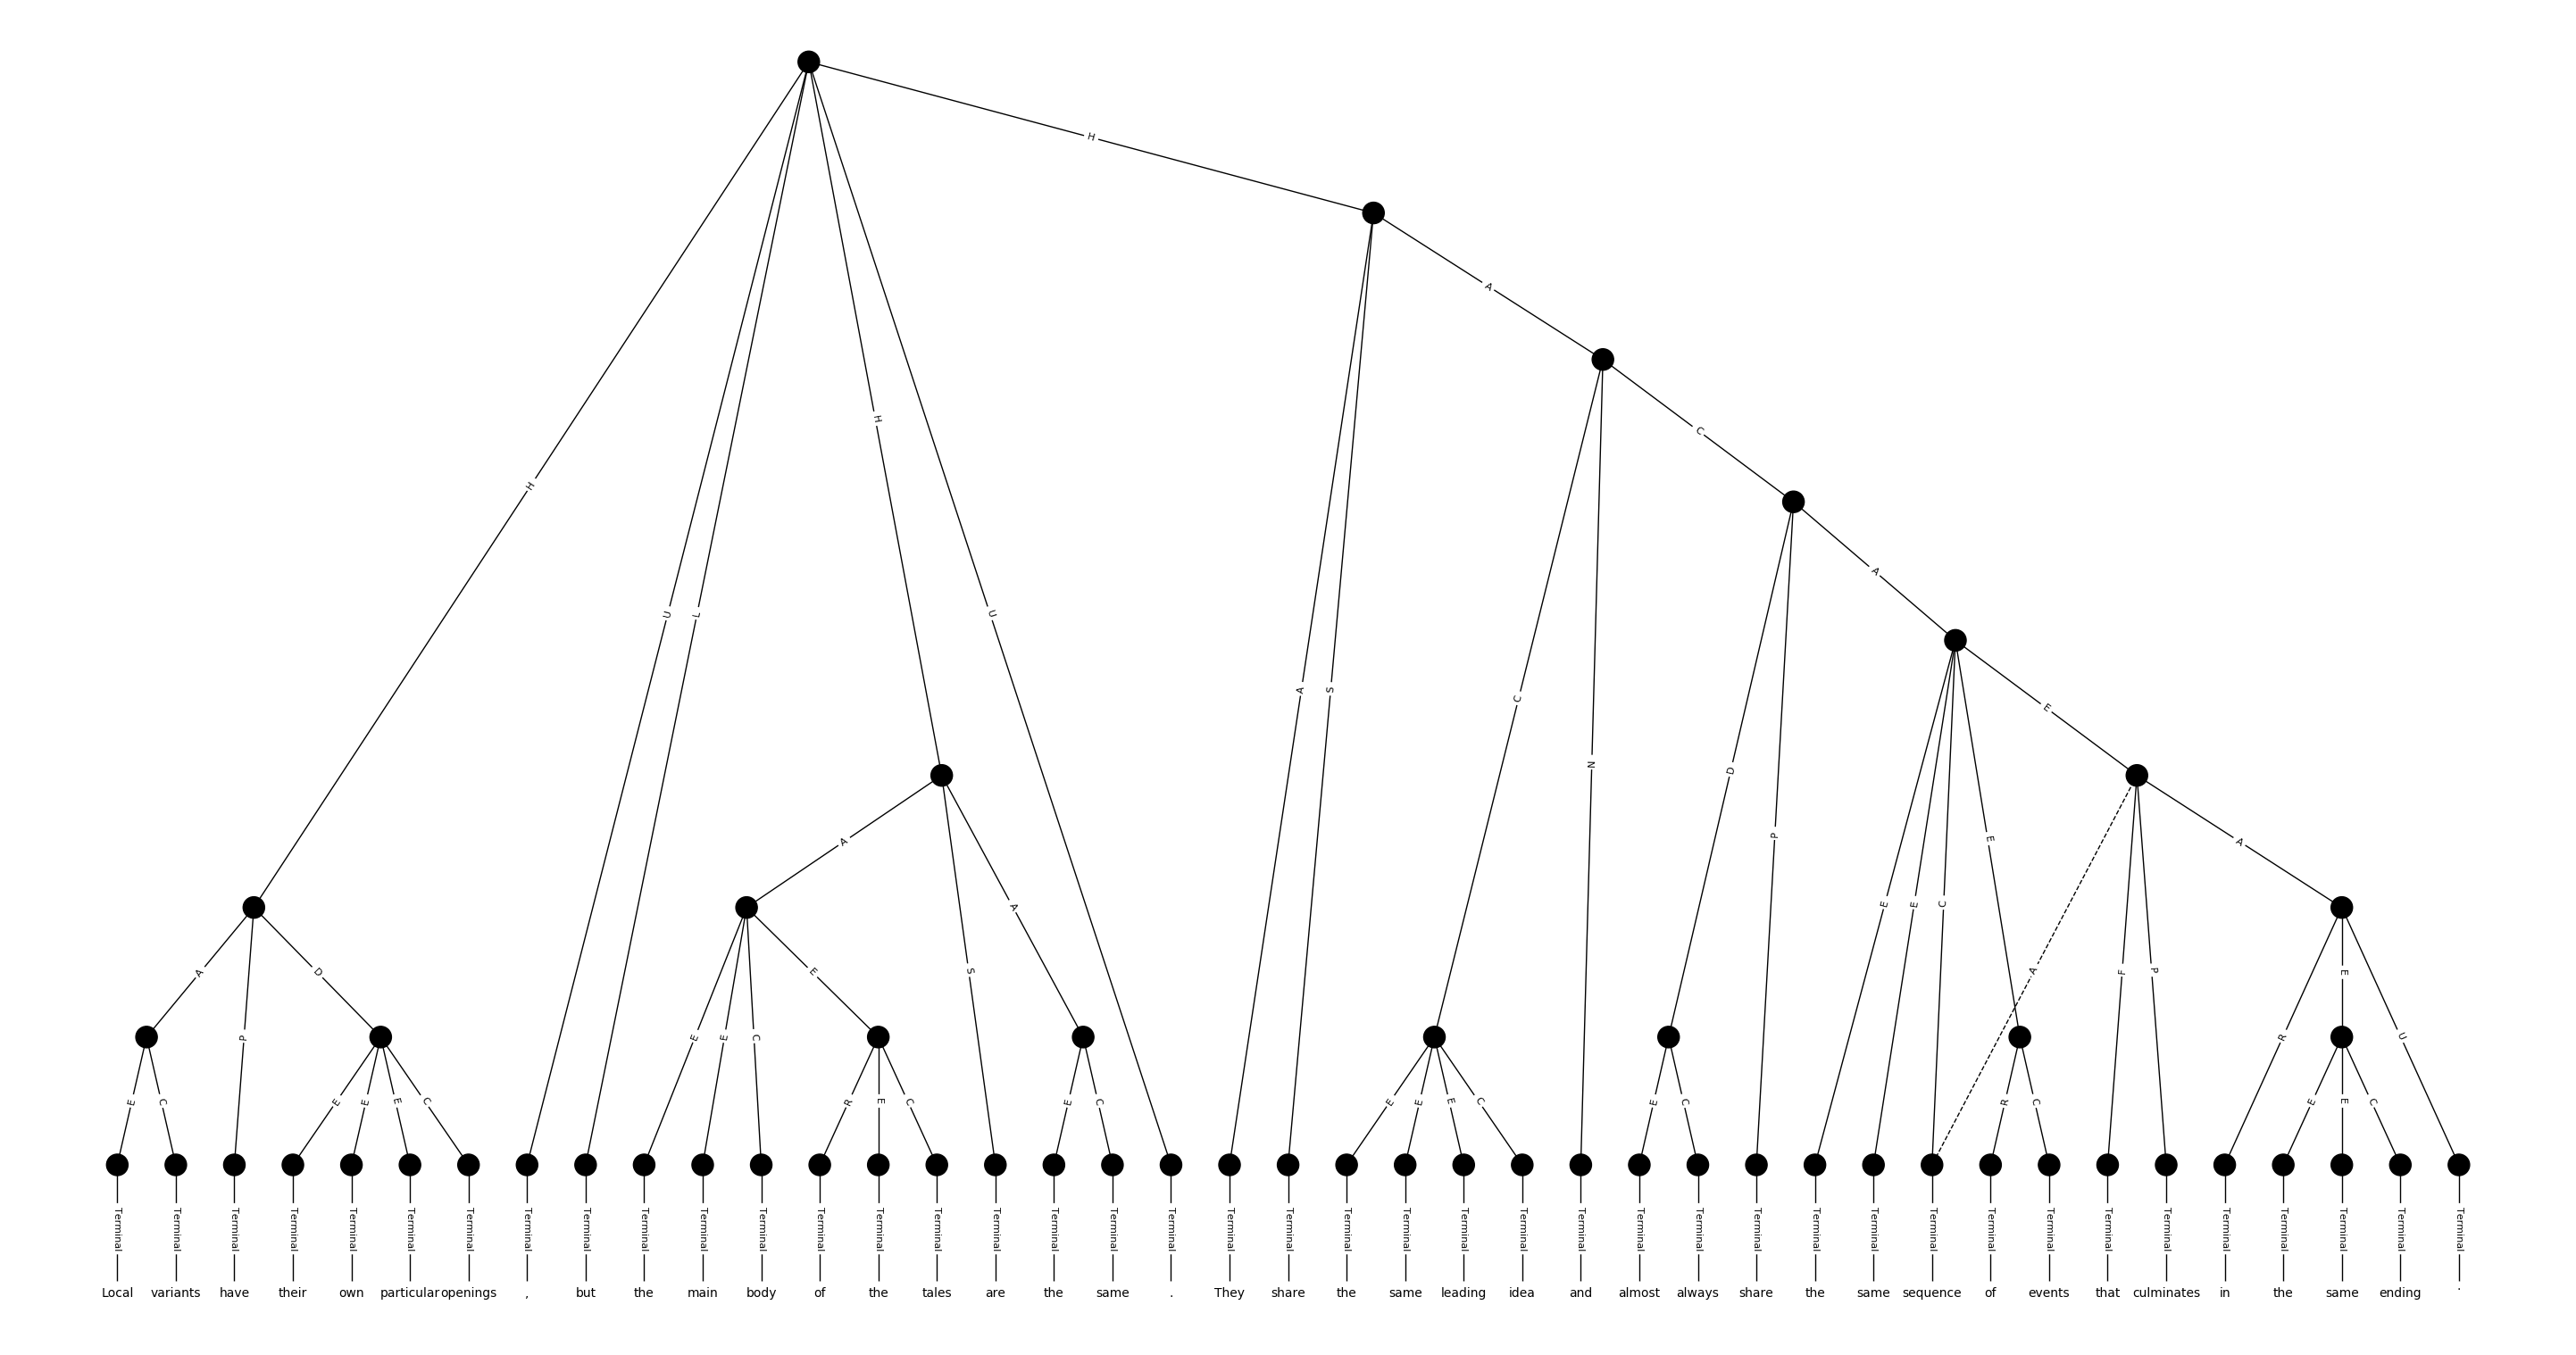 H
A
H
C
A
H
U
L
U
E
A
S
C
N
D
P
A
E
E
C
E
A
A
A
D
S
A
F
P
E
P
E
E
C
E
R
U
E
C
E
E
E
C
R
E
C
E
C
E
E
E
C
E
C
R
C
E
E
C
Terminal Terminal Terminal Terminal Terminal Terminal Terminal Terminal Terminal Terminal Terminal Terminal Terminal Terminal Terminal Terminal Terminal Terminal Terminal Terminal Terminal Terminal Terminal Terminal Terminal Terminal Terminal Terminal Terminal Terminal Terminal Terminal Terminal Terminal Terminal Terminal Terminal Terminal Terminal Terminal Terminal
Local variants have their own particular openings , but the main body of the tales are the same . They share the same leading idea and almost always share the same sequence of events that culminates in the same ending .